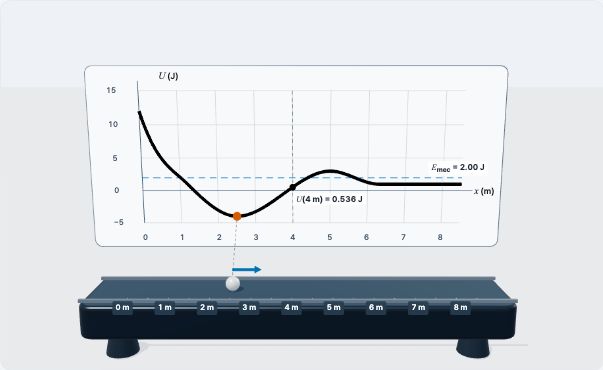 U (J)
15
10
5
0
−5
E_mec = 2.00 J
x (m)
U(4 m) = 0.536 J
0 1 2 3 4 5 6 7 8
0 m 1 m 2 m 3 m 4 m 5 m 6 m 7 m 8 m